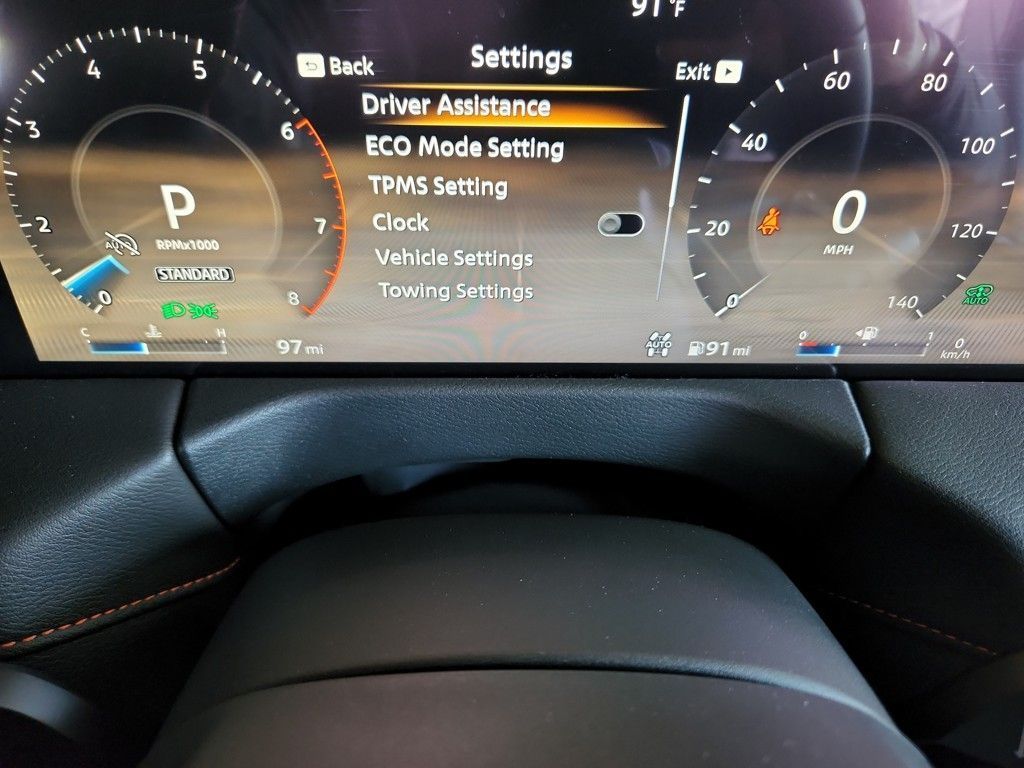 91°F
Back
Settings
Exit
Driver Assistance
ECO Mode Setting
TPMS Setting
Clock
Vehicle Settings
Towing Settings
0
2
3
4
5
6
7
8
P
RPMx1000
AUTO
STANDARD
C
H
97 mi
0
20
40
60
80
100
120
140
0
MPH
AUTO
AUTO
91 mi
0
1
0
km/h